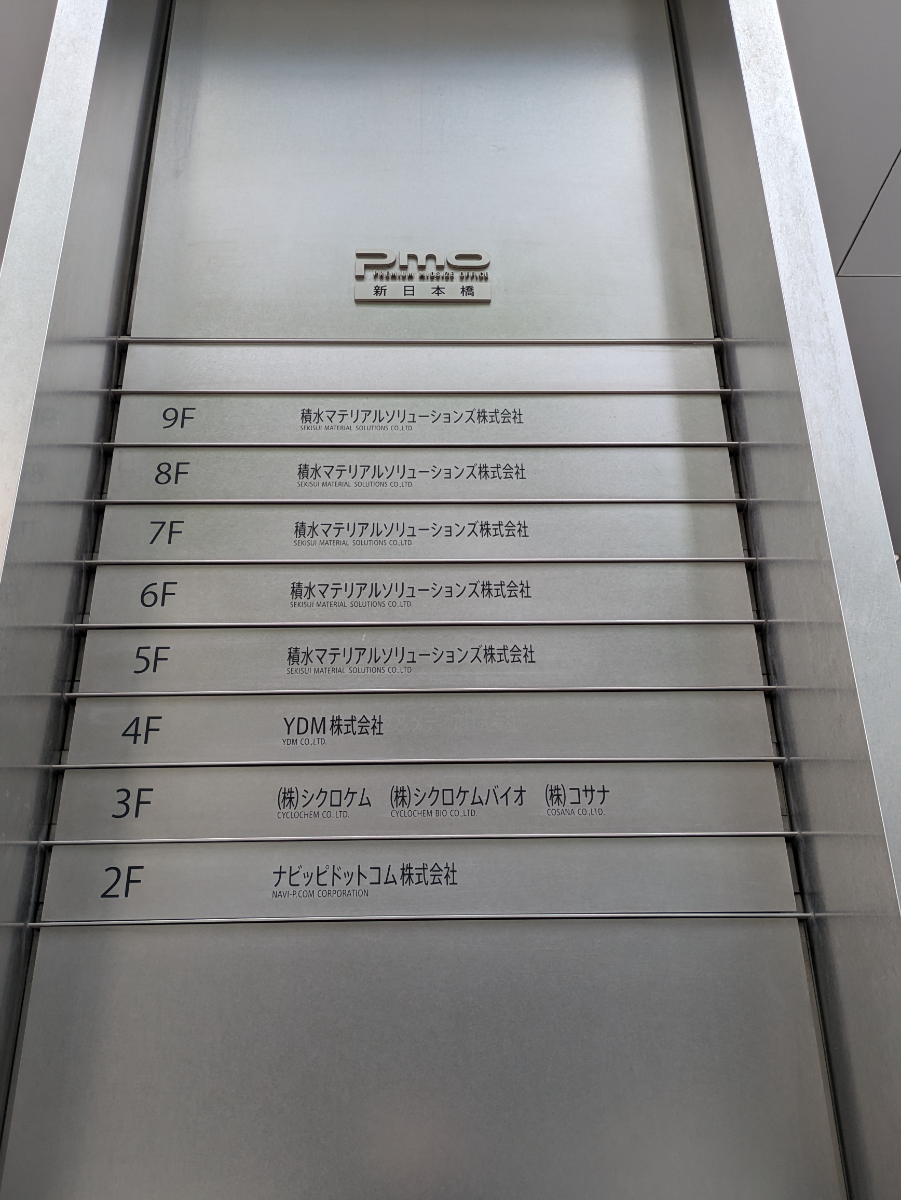 pmo
PREMIUM MIDSIZE OFFICE
新日本橋
9F 積水マテリアルソリューションズ株式会社
SEKISUI MATERIAL SOLUTIONS CO.,LTD.
8F 積水マテリアルソリューションズ株式会社
SEKISUI MATERIAL SOLUTIONS CO.,LTD.
7F 積水マテリアルソリューションズ株式会社
SEKISUI MATERIAL SOLUTIONS CO.,LTD.
6F 積水マテリアルソリューションズ株式会社
SEKISUI MATERIAL SOLUTIONS CO.,LTD.
5F 積水マテリアルソリューションズ株式会社
SEKISUI MATERIAL SOLUTIONS CO.,LTD.
4F YDM株式会社
YDM CO.,LTD.
3F (株)シクロケム (株)シクロケムバイオ (株)コサナ
CYCLOCHEM CO. LTD. CYCLOCHEM BIO CO.,LTD. COSANA CO.,LTD.
2F ナビッピドットコム株式会社
NAVI-P.COM CORPORATION